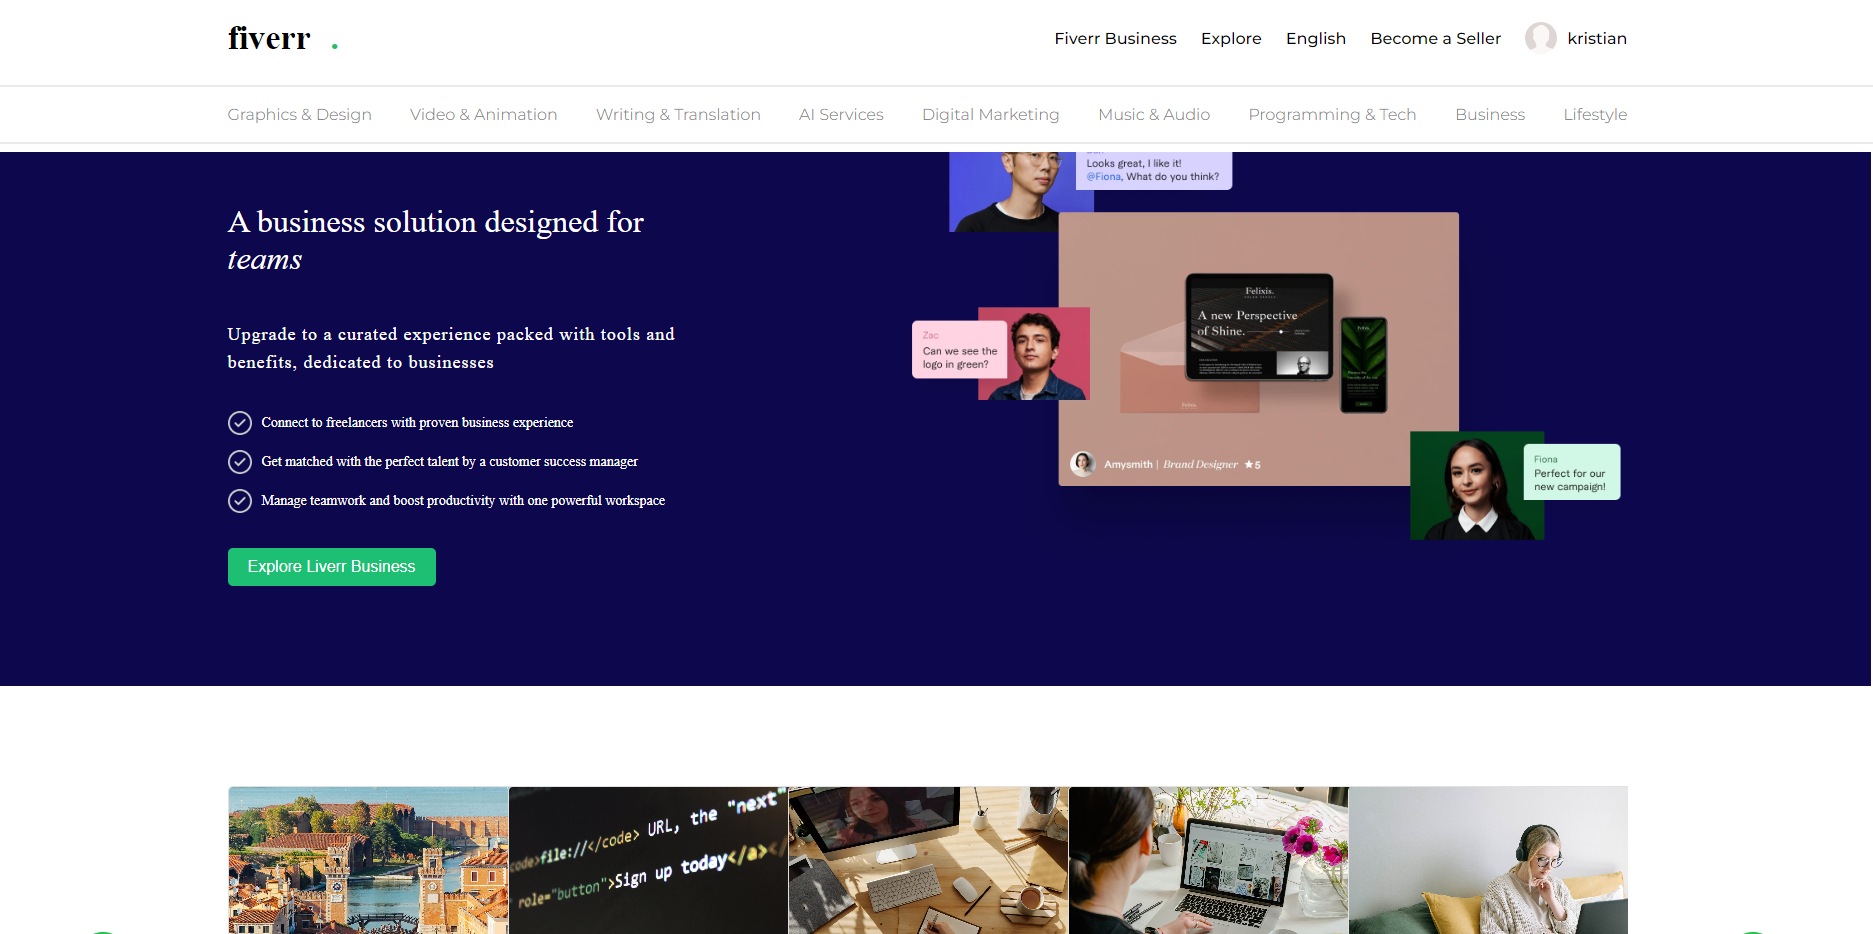 fiverr .
Fiverr Business Explore English Become a Seller kristian
Graphics & Design Video & Animation Writing & Translation AI Services Digital Marketing Music & Audio Programming & Tech Business Lifestyle
Looks great, I like it!
@Fiona, What do you think?
A business solution designed for
teams
Upgrade to a curated experience packed with tools and
benefits, dedicated to businesses
Connect to freelancers with proven business experience
Get matched with the perfect talent by a customer success manager
Manage teamwork and boost productivity with one powerful workspace
Explore Liverr Business
Zac
Can we see the
logo in green?
Felixis.
A new Perspective
of Shine.
Amysmith | Brand Designer ★5
Fiona
Perfect for our
new campaign!
code>file://</code> URL, the "next"
role="button">Sign up today</a></